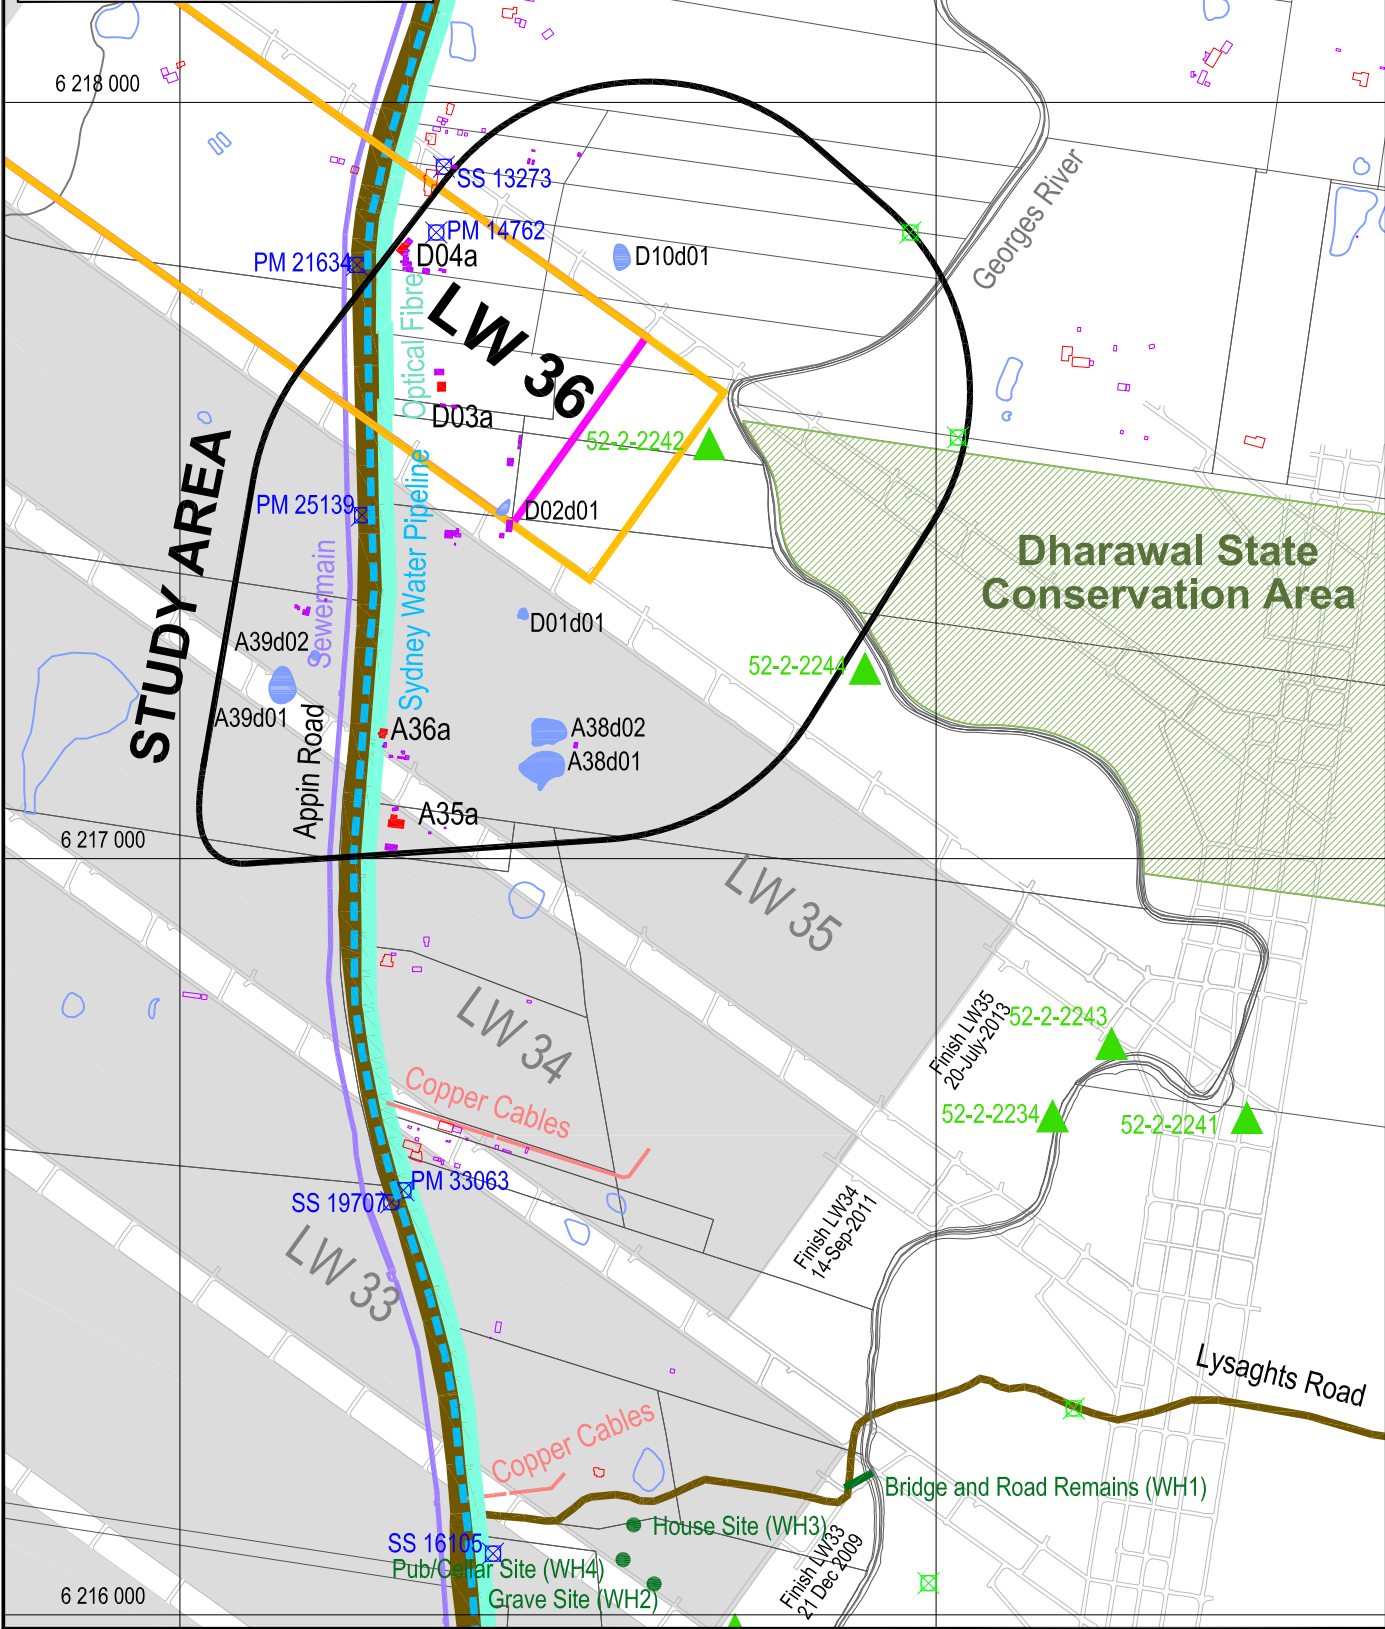 6 218 000
SS 13273
PM 14762
D04a
PM 21634
D10d01
Georges River
Optical Fibre
LW 36
D03a
52-2-2242
STUDY AREA
PM 25139
D02d01
Sewermain
Sydney Water Pipeline
Dharawal State
Conservation Area
D01d01
A39d02
52-2-2244
A39d01
Appin Road
A36a
A38d02
A38d01
A35a
6 217 000
LW 35
LW 34
Finish LW35
20-July-2013
52-2-2243
Copper Cables
52-2-2234
52-2-2241
PM 33063
SS 19707
Finish LW34
14-Sep-2011
LW 33
Lysaghts Road
Copper Cables
Bridge and Road Remains (WH1)
House Site (WH3)
SS 16105
Pub/Cellar Site (WH4)
Finish LW33
21 Dec 2009
6 216 000
Grave Site (WH2)